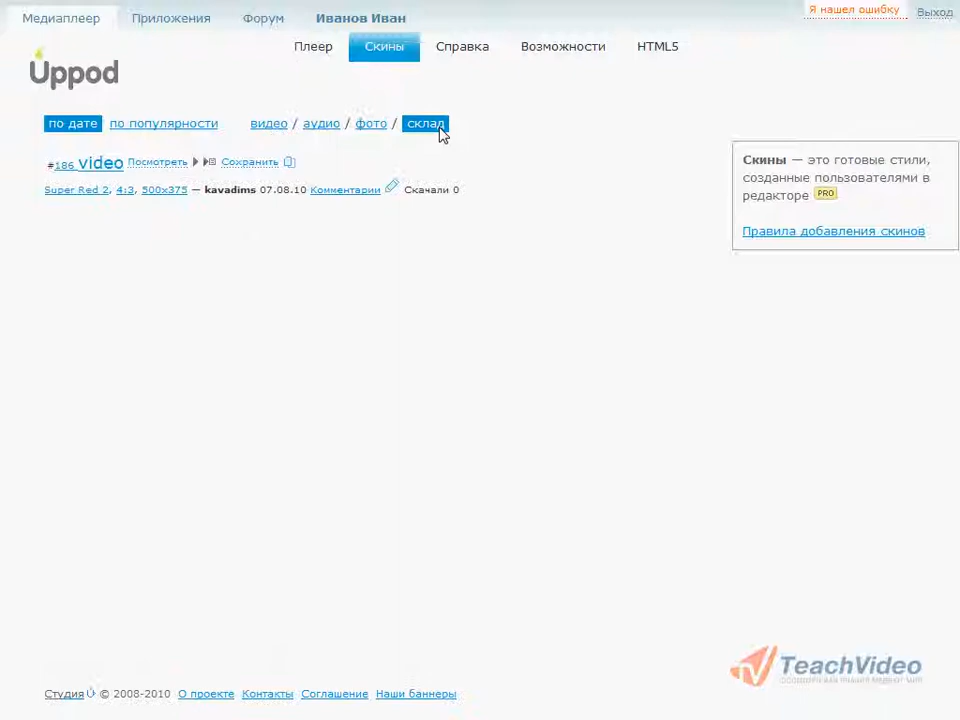 Медиаплеер Приложения Форум Иванов Иван Я нашел ошибку Выход
Плеер Скины Справка Возможности HTML5
Uppod
по дате по популярности видео / аудио / фото / склад
#186 video Посмотреть Сохранить
Super Red 2, 4:3, 500x375 — kavadims 07.08.10 Комментарии Скачали 0
Скины — это готовые стили,
созданные пользователями в
редакторе PRO
Правила добавления скинов
TeachVideo
Студия © 2008-2010 О проекте Контакты Соглашение Наши баннеры